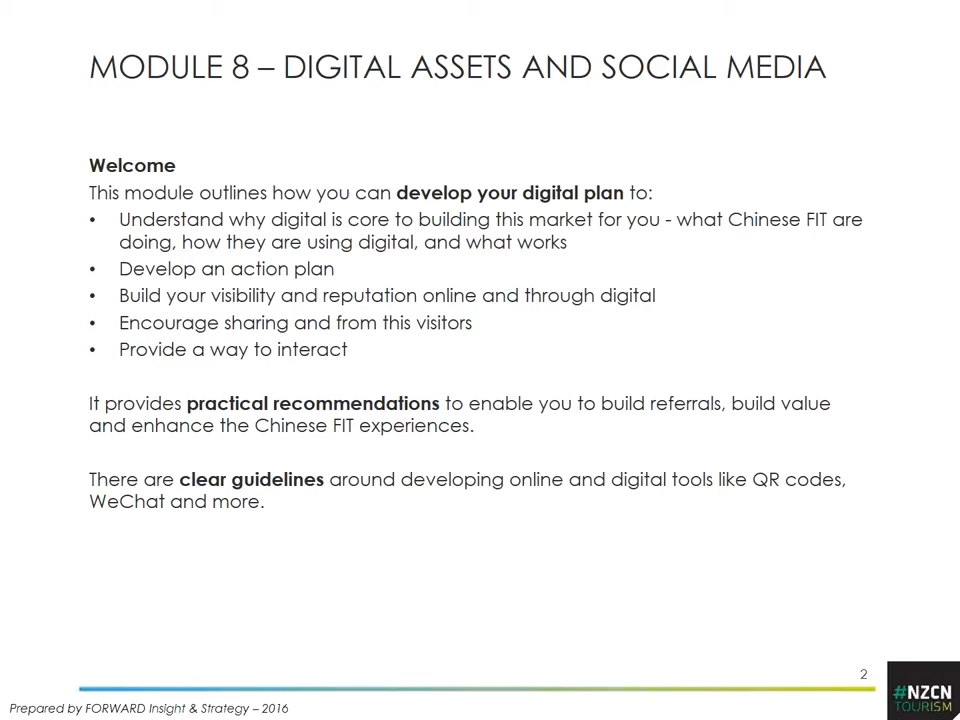 MODULE 8 – DIGITAL ASSETS AND SOCIAL MEDIA
Welcome
This module outlines how you can develop your digital plan to:
• Understand why digital is core to building this market for you - what Chinese FIT are
doing, how they are using digital, and what works
• Develop an action plan
• Build your visibility and reputation online and through digital
• Encourage sharing and from this visitors
• Provide a way to interact
It provides practical recommendations to enable you to build referrals, build value
and enhance the Chinese FIT experiences.
There are clear guidelines around developing online and digital tools like QR codes,
WeChat and more.
2
Prepared by FORWARD Insight & Strategy – 2016
#NZCN
TOURISM